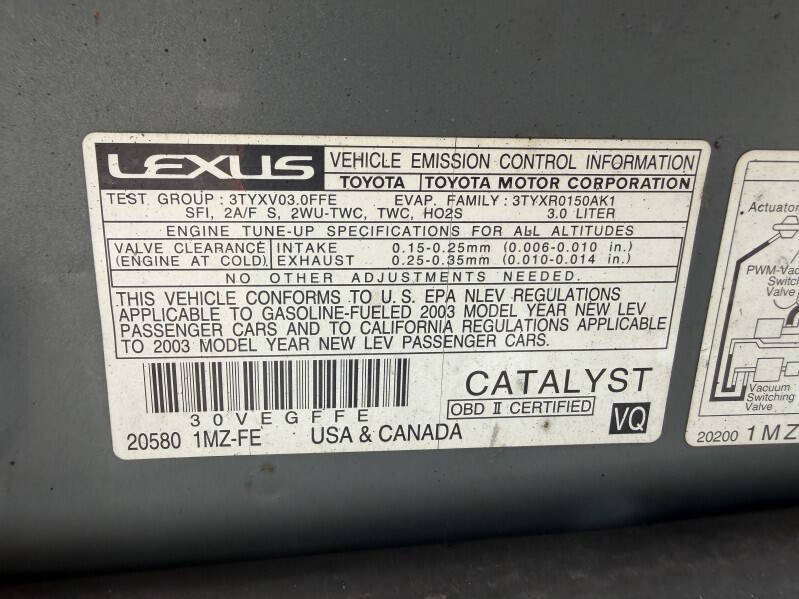 LEXUS VEHICLE EMISSION CONTROL INFORMATION
TOYOTA TOYOTA MOTOR CORPORATION
TEST GROUP : 3TYXV03.0FFE EVAP. FAMILY : 3TYXR0150AK1
SFI, 2A/F S, 2WU-TWC, TWC, HO2S 3.0 LITER
ENGINE TUNE-UP SPECIFICATIONS FOR ALL ALTITUDES
VALVE CLEARANCE INTAKE 0.15-0.25mm (0.006-0.010 in.)
(ENGINE AT COLD) EXHAUST 0.25-0.35mm (0.010-0.014 in.)
NO OTHER ADJUSTMENTS NEEDED.
THIS VEHICLE CONFORMS TO U.S. EPA NLEV REGULATIONS
APPLICABLE TO GASOLINE-FUELED 2003 MODEL YEAR NEW LEV
PASSENGER CARS AND TO CALIFORNIA REGULATIONS APPLICABLE
TO 2003 MODEL YEAR NEW LEV PASSENGER CARS.
30VEGFFE
20580 1MZ-FE USA & CANADA
CATALYST
OBD II CERTIFIED
VQ
Actuator
PWM-Vac
Switch
Valve
Vacuum
Switching
Valve
20200 1MZ